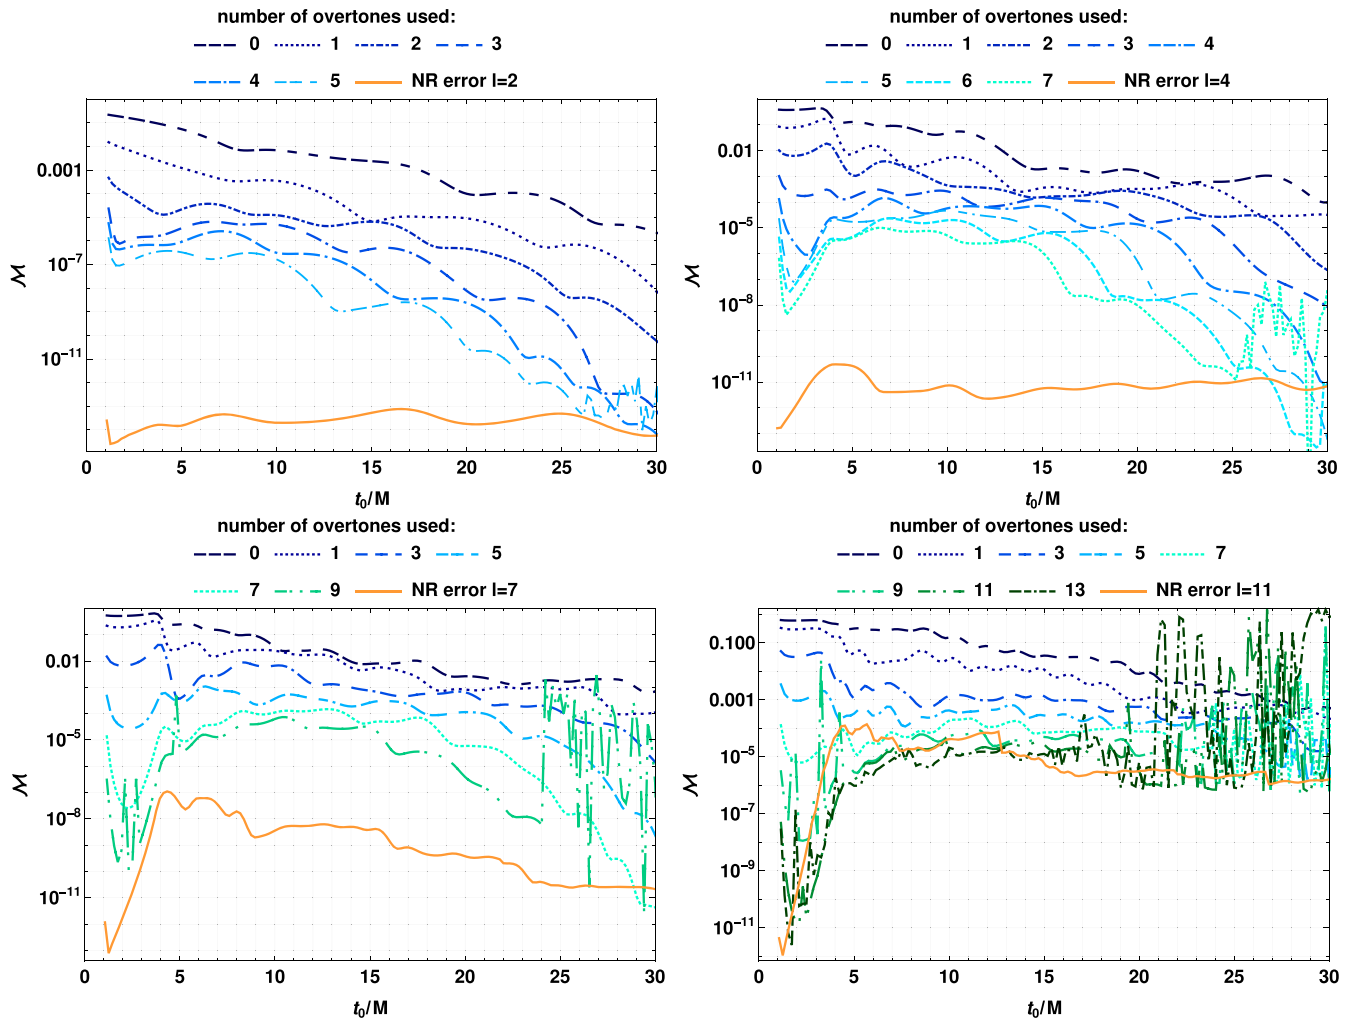 number of overtones used:
0 1 2 3
4 5 NR error l=2
0.001
10⁻⁷
10⁻¹¹
ℳ
0 5 10 15 20 25 30
t₀/M
number of overtones used:
0 1 2 3 4
5 6 7 NR error l=4
0.01
10⁻⁵
10⁻⁸
10⁻¹¹
ℳ
0 5 10 15 20 25 30
t₀/M
number of overtones used:
0 1 3 5
7 9 NR error l=7
0.01
10⁻⁵
10⁻⁸
10⁻¹¹
ℳ
0 5 10 15 20 25 30
t₀/M
number of overtones used:
0 1 3 5 7
9 11 13 NR error l=11
0.100
0.001
10⁻⁵
10⁻⁷
10⁻⁹
10⁻¹¹
ℳ
0 5 10 15 20 25 30
t₀/M